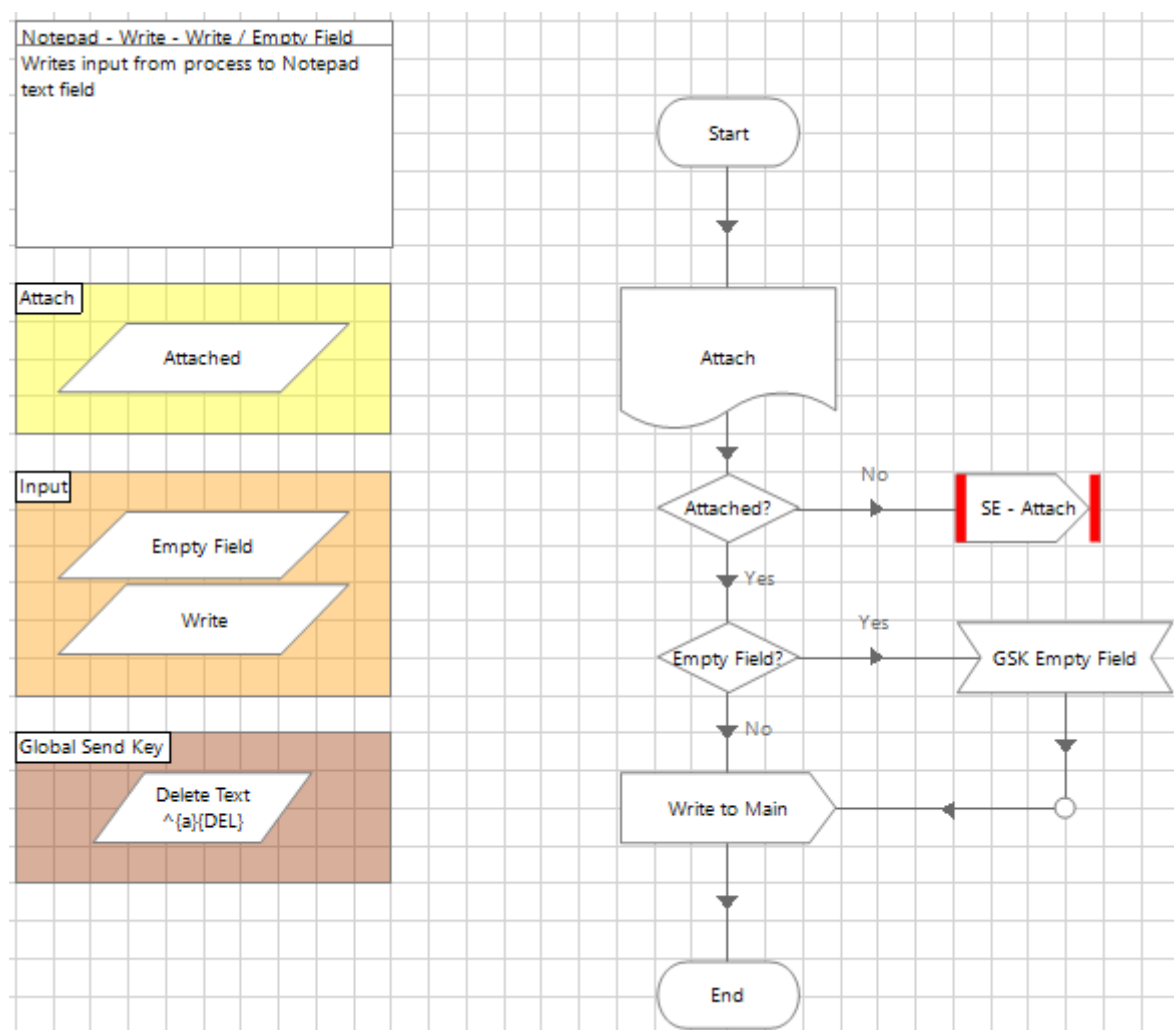 Notepad - Write - Write / Empty Field
Writes input from process to Notepad
text field
Start
Attach
Attached
Attach
Input
Attached?
No
SE - Attach
Empty Field
Yes
Write
Empty Field?
Yes
GSK Empty Field
No
Global Send Key
Delete Text
^{a}{DEL}
Write to Main
End